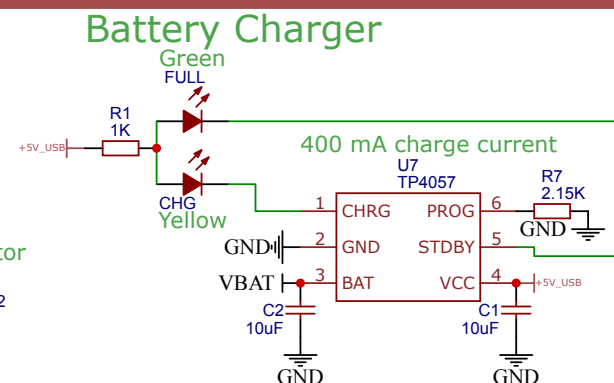 Battery Charger
Green
FULL
R1
1K
+5V_USB
400 mA charge current
U7
TP4057
CHG
Yellow
1
CHRG
PROG
6
R7
2.15K
GND
GND
2
GND
STDBY
5
VBAT
3
BAT
VCC
4
+5V_USB
C2
10uF
C1
10uF
GND
GND
tor
2